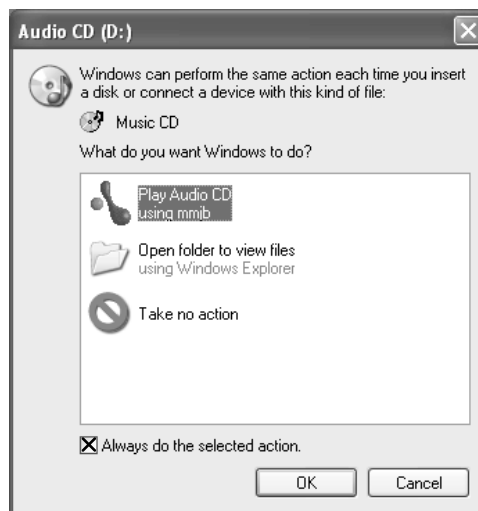 Audio CD (D:)
Windows can perform the same action each time you insert
a disk or connect a device with this kind of file:
Music CD
What do you want Windows to do?
Play Audio CD
using mmjb
Open folder to view files
using Windows Explorer
Take no action
Always do the selected action.
OK
Cancel